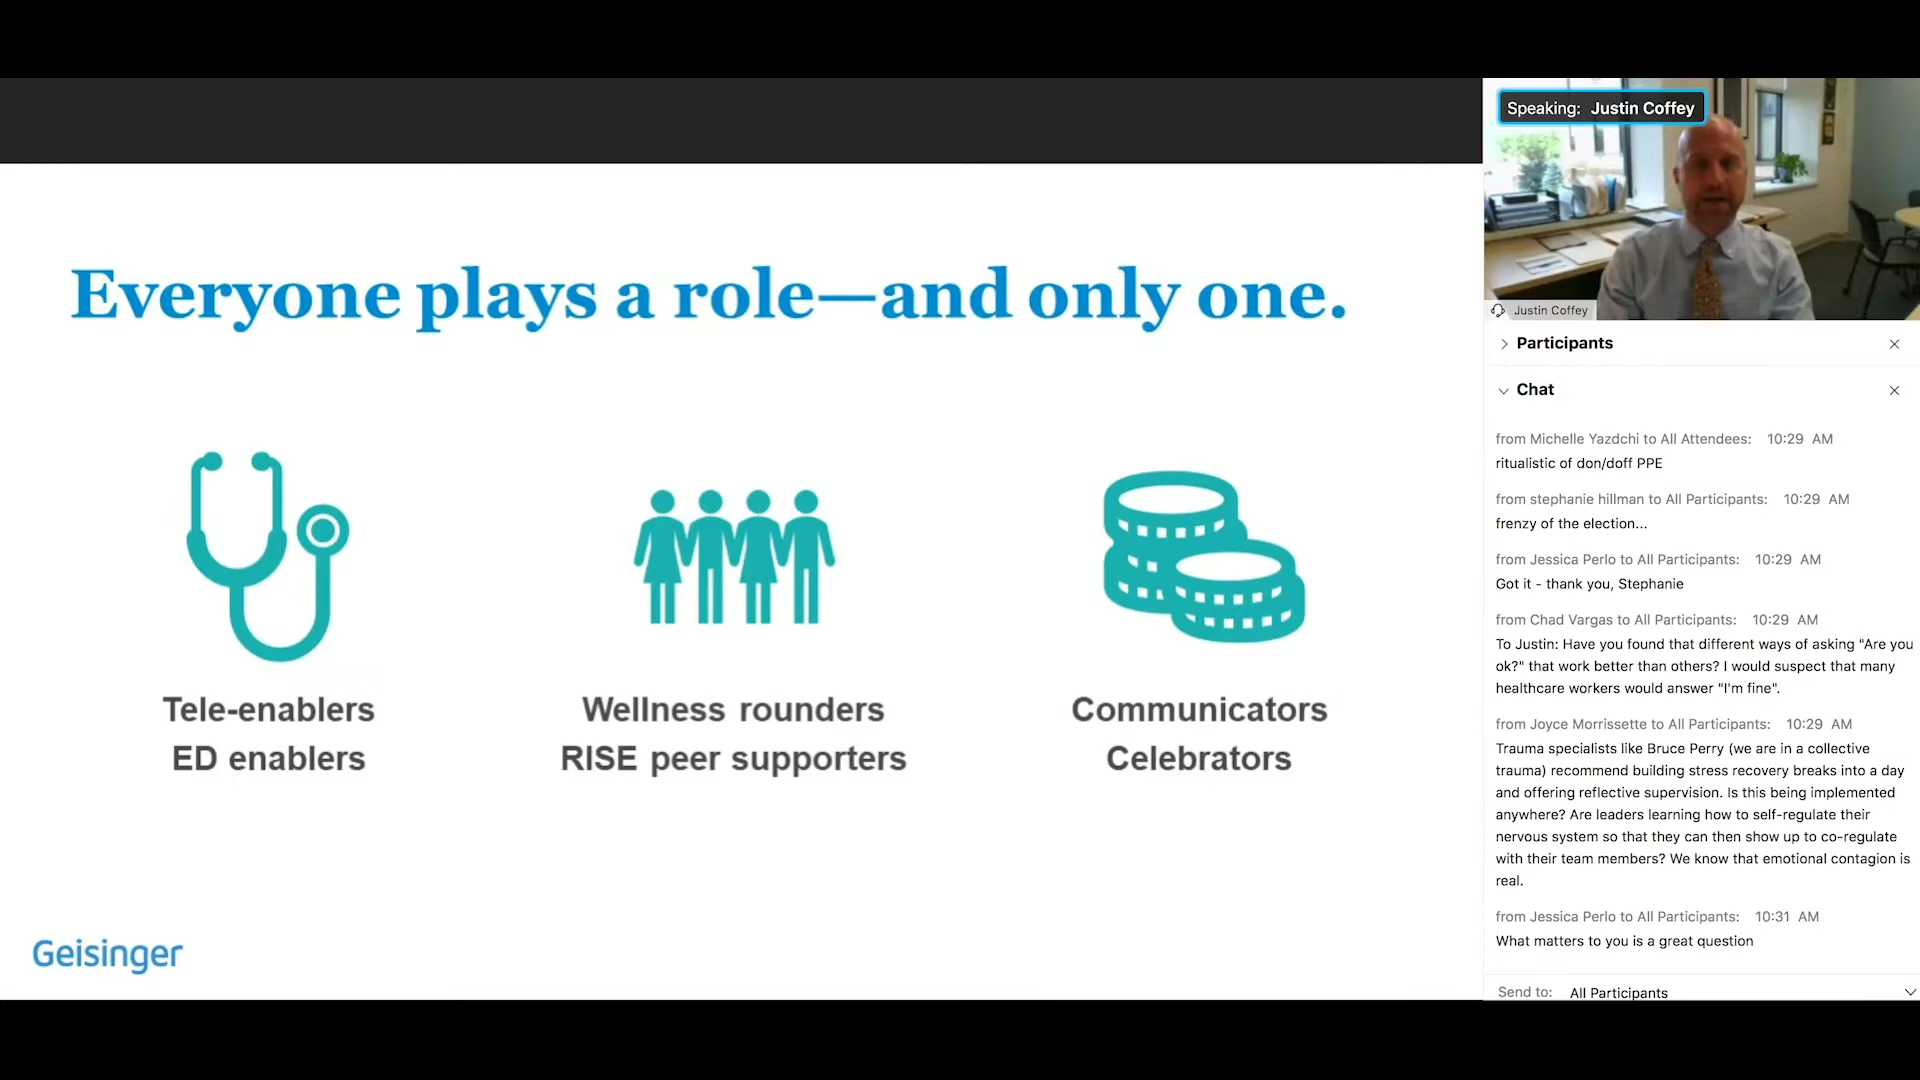 Everyone plays a role—and only one.
Tele-enablers
ED enablers
Wellness rounders
RISE peer supporters
Communicators
Celebrators
Geisinger
Speaking: Justin Coffey
Justin Coffey
Participants
Chat
from Michelle Yazdchi to All Attendees: 10:29 AM
ritualistic of don/doff PPE
from stephanie hillman to All Participants: 10:29 AM
frenzy of the election...
from Jessica Perlo to All Participants: 10:29 AM
Got it - thank you, Stephanie
from Chad Vargas to All Participants: 10:29 AM
To Justin: Have you found that different ways of asking "Are you
ok?" that work better than others? I would suspect that many
healthcare workers would answer "I'm fine".
from Joyce Morrissette to All Participants: 10:29 AM
Trauma specialists like Bruce Perry (we are in a collective
trauma) recommend building stress recovery breaks into a day
and offering reflective supervision. Is this being implemented
anywhere? Are leaders learning how to self-regulate their
nervous system so that they can then show up to co-regulate
with their team members? We know that emotional contagion is
real.
from Jessica Perlo to All Participants: 10:31 AM
What matters to you is a great question
Send to: All Participants